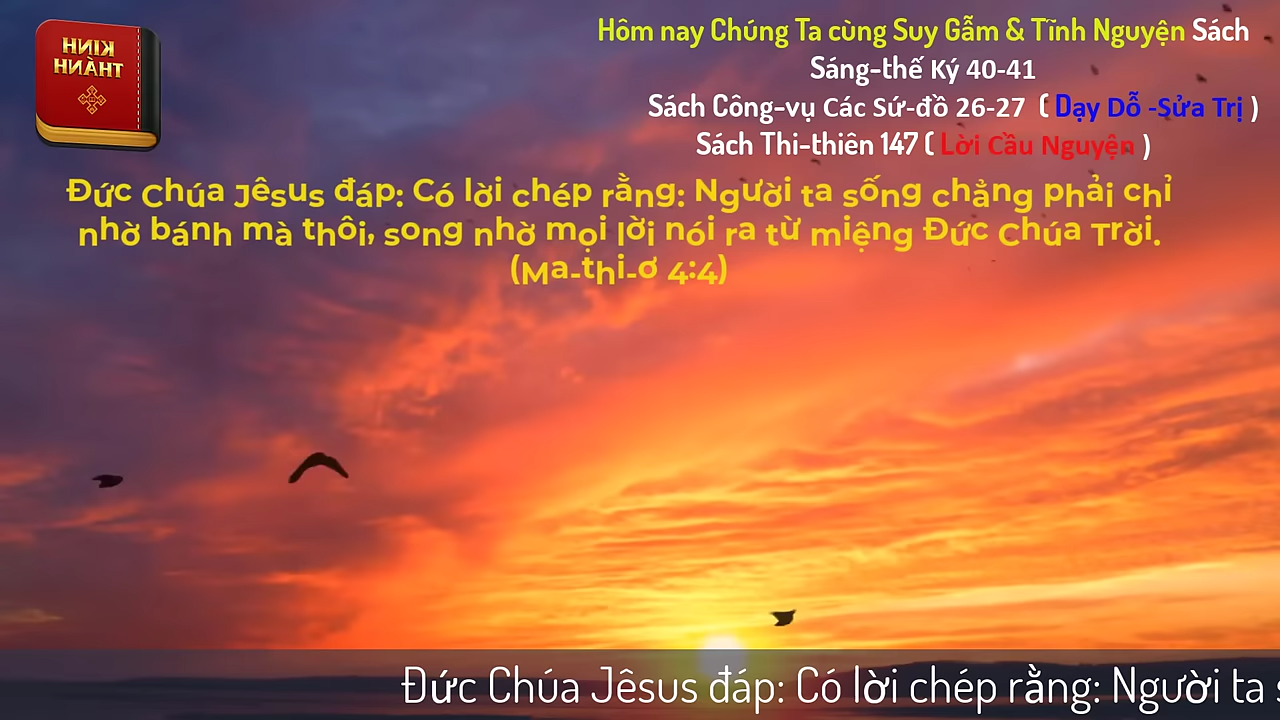 KINH
THÀNH
Hôm nay Chúng Ta cùng Suy Gẫm & Tĩnh Nguyện Sách
Sáng-thế Ký 40-41
Sách Công-vụ Các Sứ-đồ 26-27 ( Dạy Dỗ -Sửa Trị )
Sách Thi-thiên 147 ( Lời Cầu Nguyện )
Đức Chúa Jêsus đáp: Có lời chép rằng: Người ta sống chẳng phải chỉ
nhờ bánh mà thôi, song nhờ mọi lời nói ra từ miệng Đức Chúa Trời.
(Ma-thi-ơ 4:4)
Đức Chúa Jêsus đáp: Có lời chép rằng: Người ta